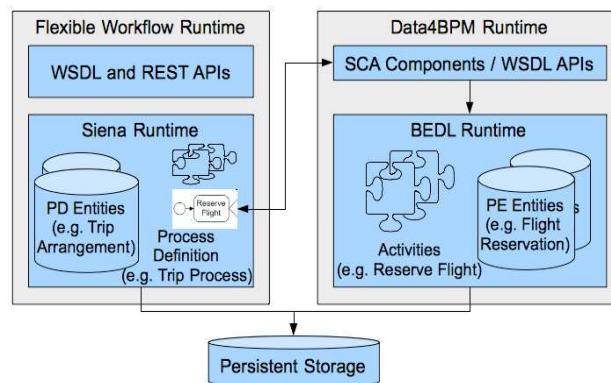 Flexible Workflow Runtime
WSDL and REST APIs
Siena Runtime
PD Entities
(e.g. Trip
Arrangement)
Reserve
Flight
Process
Definition
(e.g. Trip Process)
Data4BPM Runtime
SCA Components / WSDL APIs
BEDL Runtime
Activities
(e.g. Reserve Flight)
PE Entities
(e.g. Flight
Reservation)
Persistent Storage